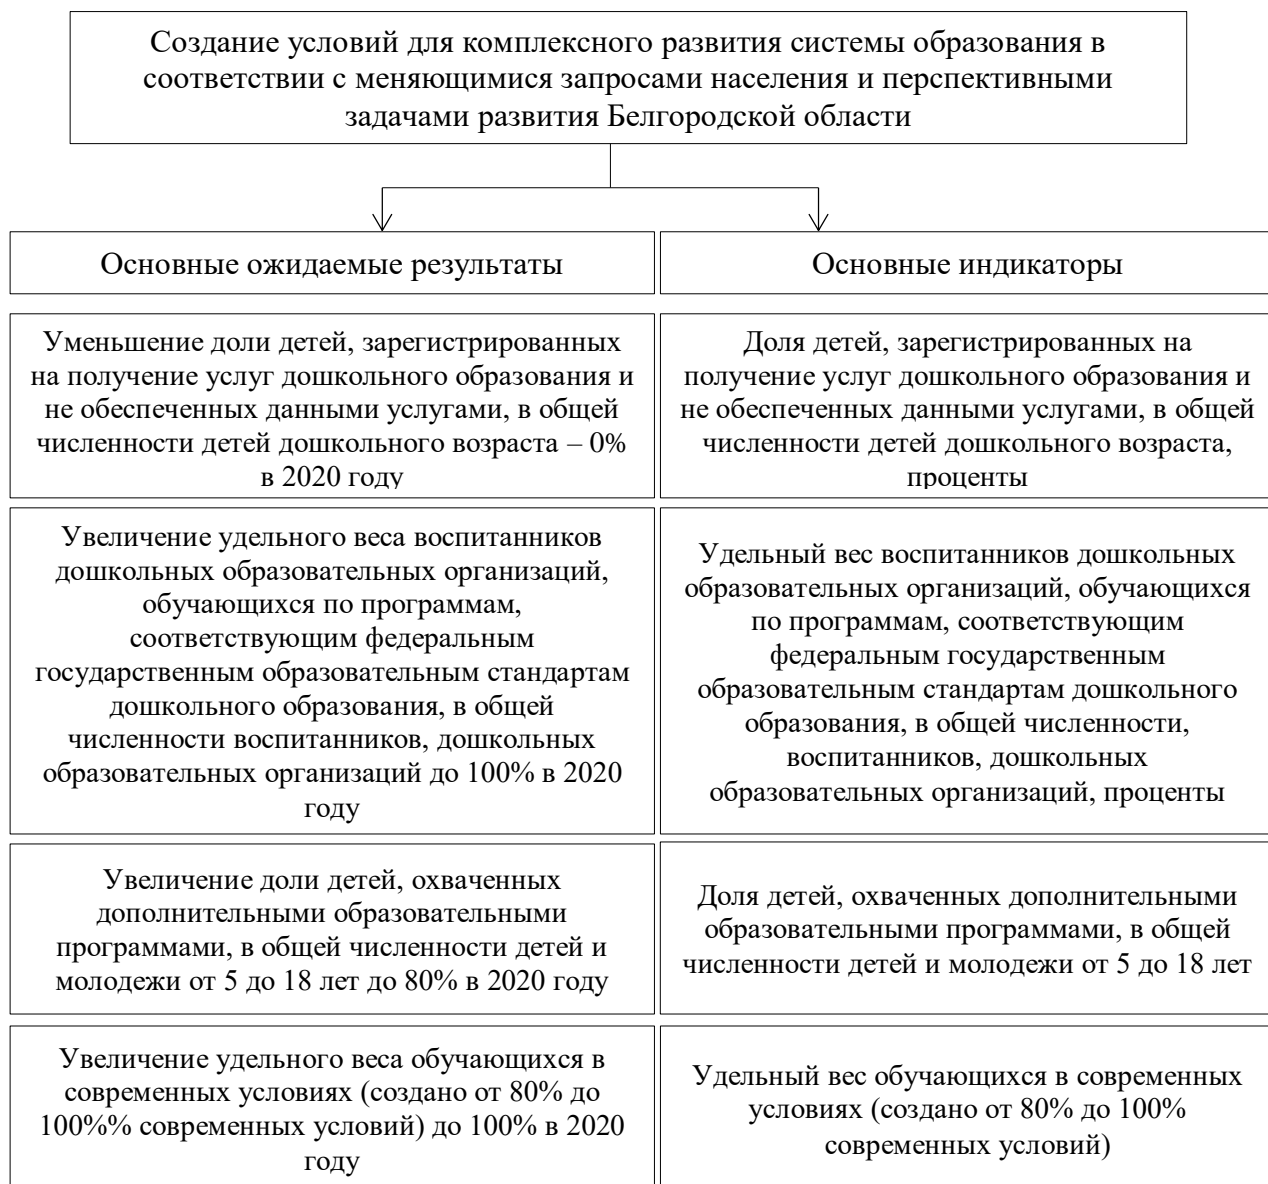 Создание условий для комплексного развития системы образования в
соответствии с меняющимися запросами населения и перспективными
задачами развития Белгородской области
Основные ожидаемые результаты
Основные индикаторы
Уменьшение доли детей, зарегистрированных
на получение услуг дошкольного образования и
не обеспеченных данными услугами, в общей
численности детей дошкольного возраста – 0%
в 2020 году
Доля детей, зарегистрированных на
получение услуг дошкольного образования и
не обеспеченных данными услугами, в общей
численности детей дошкольного возраста,
проценты
Увеличение удельного веса воспитанников
дошкольных образовательных организаций,
обучающихся по программам,
соответствующим федеральным
государственным образовательным стандартам
дошкольного образования, в общей
численности воспитанников, дошкольных
образовательных организаций до 100% в 2020
году
Удельный вес воспитанников дошкольных
образовательных организаций, обучающихся
по программам, соответствующим
федеральным государственным
образовательным стандартам дошкольного
образования, в общей численности,
воспитанников, дошкольных
образовательных организаций, проценты
Увеличение доли детей, охваченных
дополнительными образовательными
программами, в общей численности детей и
молодежи от 5 до 18 лет до 80% в 2020 году
Доля детей, охваченных дополнительными
образовательными программами, в общей
численности детей и молодежи от 5 до 18 лет
Увеличение удельного веса обучающихся в
современных условиях (создано от 80% до
100%% современных условий) до 100% в 2020
году
Удельный вес обучающихся в современных
условиях (создано от 80% до 100%
современных условий)